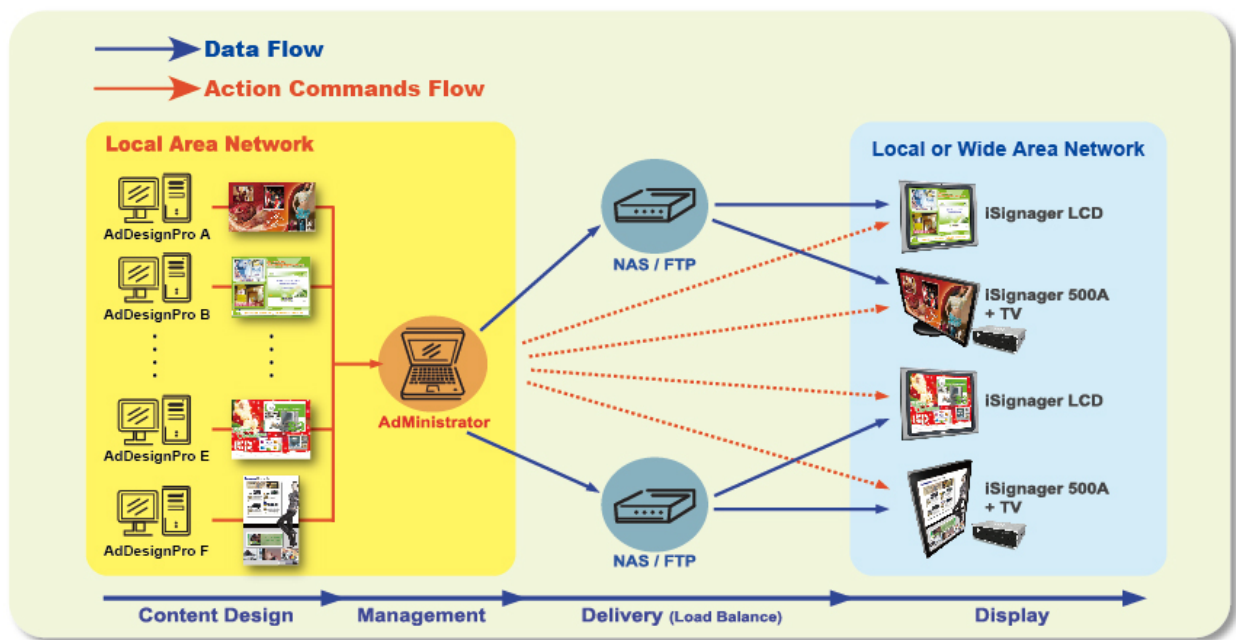 Data Flow
Action Commands Flow
Local Area Network
AdDesignPro A
AdDesignPro B
AdDesignPro E
AdDesignPro F
AdMinistrator
NAS / FTP
NAS / FTP
Local or Wide Area Network
iSignager LCD
iSignager 500A
+ TV
iSignager LCD
iSignager 500A
+ TV
Content Design
Management
Delivery (Load Balance)
Display